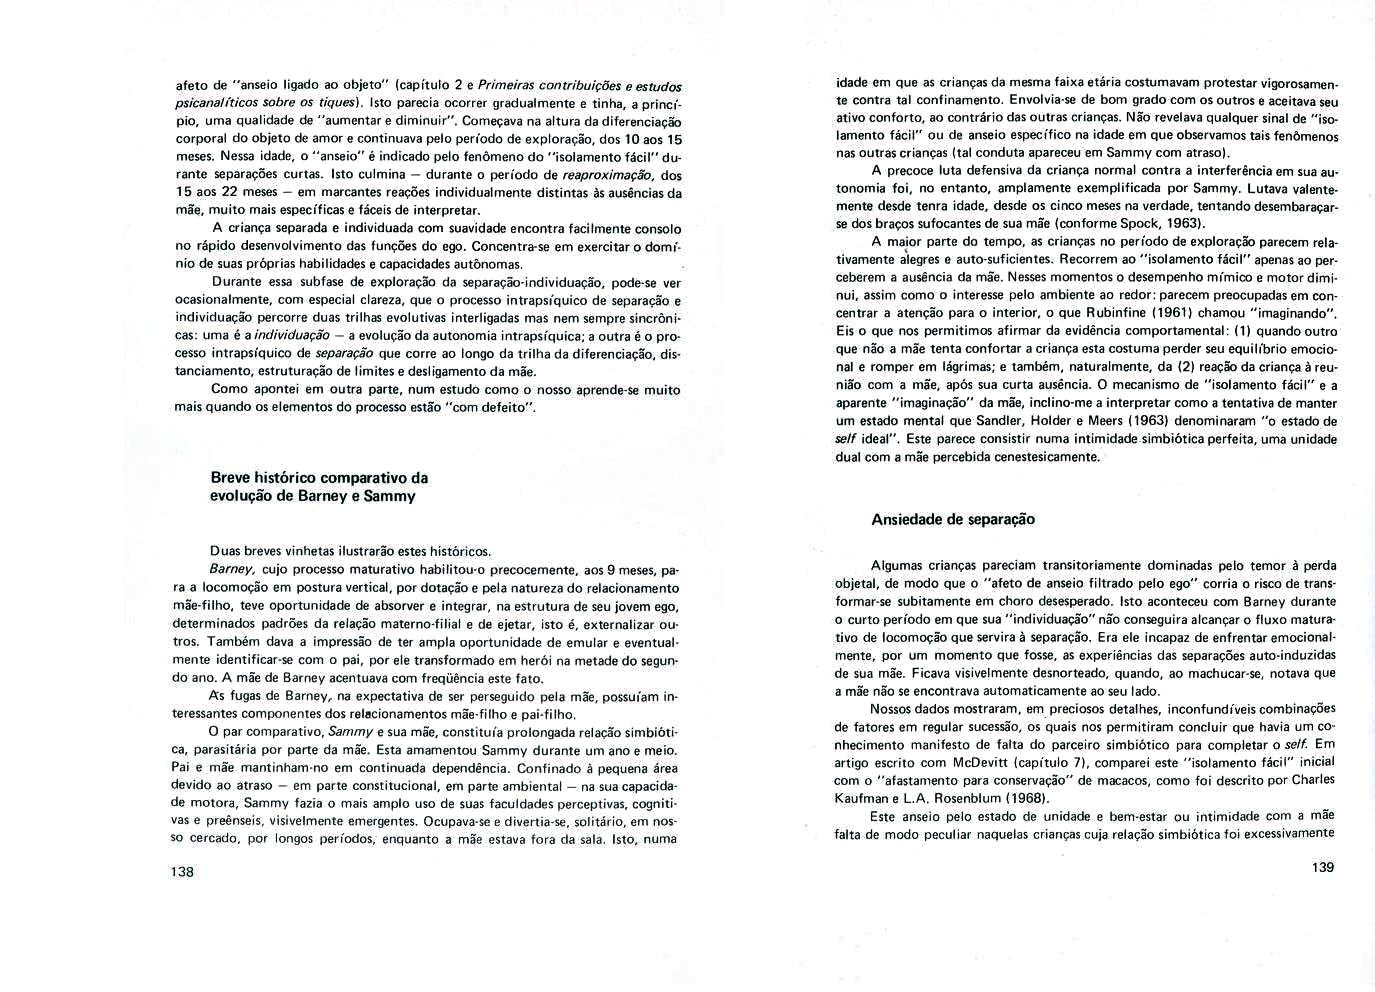 afeto de "anseio ligado ao objeto" (capítulo 2 e Primeiras contribuições e estudos
psicanalíticos sobre os tiques). Isto parecia ocorrer gradualmente e tinha, a princí-
pio, uma qualidade de "aumentar e diminuir". Começava na altura da diferenciação
corporal do objeto de amor e continuava pelo período de exploração, dos 10 aos 15
meses. Nessa idade, o "anseio" é indicado pelo fenômeno do "isolamento fácil" du-
rante separações curtas. Isto culmina — durante o período de reaproximação, dos
15 aos 22 meses — em marcantes reações individualmente distintas às ausências da
mãe, muito mais específicas e fáceis de interpretar.
A criança separada e individuada com suavidade encontra facilmente consolo
no rápido desenvolvimento das funções do ego. Concentra-se em exercitar o domí-
nio de suas próprias habilidades e capacidades autônomas.
Durante essa subfase de exploração da separação-individuação, pode-se ver
ocasionalmente, com especial clareza, que o processo intrapsíquico de separação e
individuação percorre duas trilhas evolutivas interligadas mas nem sempre sincrôni-
cas: uma é a individuação — a evolução da autonomia intrapsíquica; a outra é o pro-
cesso intrapsíquico de separação que corre ao longo da trilha da diferenciação, dis-
tanciamento, estruturação de limites e desligamento da mãe.
Como apontei em outra parte, num estudo como o nosso aprende-se muito
mais quando os elementos do processo estão "com defeito".
Breve histórico comparativo da
evolução de Barney e Sammy
Duas breves vinhetas ilustrarão estes históricos.
Barney, cujo processo maturativo habilitou-o precocemente, aos 9 meses, pa-
ra a locomoção em postura vertical, por dotação e pela natureza do relacionamento
mãe-filho, teve oportunidade de absorver e integrar, na estrutura de seu jovem ego,
determinados padrões da relação materno-filial e de ejetar, isto é, externalizar ou-
tros. Também dava a impressão de ter ampla oportunidade de emular e eventual-
mente identificar-se com o pai, por ele transformado em herói na metade do segun-
do ano. A mãe de Barney acentuava com freqüência este fato.
As fugas de Barney, na expectativa de ser perseguido pela mãe, possuíam in-
teressantes componentes dos relacionamentos mãe-filho e pai-filho.
O par comparativo, Sammy e sua mãe, constituía prolongada relação simbióti-
ca, parasitária por parte da mãe. Esta amamentou Sammy durante um ano e meio.
Pai e mãe mantinham-no em continuada dependência. Confinado à pequena área
devido ao atraso — em parte constitucional, em parte ambiental — na sua capacida-
de motora, Sammy fazia o mais amplo uso de suas faculdades perceptivas, cogniti-
vas e preênseis, visivelmente emergentes. Ocupava-se e divertia-se, solitário, em nos-
so cercado, por longos períodos, enquanto a mãe estava fora da sala. Isto, numa
138
idade em que as crianças da mesma faixa etária costumavam protestar vigorosamen-
te contra tal confinamento. Envolvia-se de bom grado com os outros e aceitava seu
ativo conforto, ao contrário das outras crianças. Não revelava qualquer sinal de "iso-
lamento fácil" ou de anseio específico na idade em que observamos tais fenômenos
nas outras crianças (tal conduta apareceu em Sammy com atraso).
A precoce luta defensiva da criança normal contra a interferência em sua au-
tonomia foi, no entanto, amplamente exemplificada por Sammy. Lutava valente-
mente desde tenra idade, desde os cinco meses na verdade, tentando desembaraçar-
se dos braços sufocantes de sua mãe (conforme Spock, 1963).
A maior parte do tempo, as crianças no período de exploração parecem rela-
tivamente alegres e auto-suficientes. Recorrem ao "isolamento fácil" apenas ao per-
ceberem a ausência da mãe. Nesses momentos o desempenho mímico e motor dimi-
nui, assim como o interesse pelo ambiente ao redor: parecem preocupadas em con-
centrar a atenção para o interior, o que Rubinfine (1961) chamou "imaginando".
Eis o que nos permitimos afirmar da evidência comportamental: (1) quando outro
que não a mãe tenta confortar a criança esta costuma perder seu equilíbrio emocio-
nal e romper em lágrimas; e também, naturalmente, da (2) reação da criança à reu-
nião com a mãe, após sua curta ausência. O mecanismo de "isolamento fácil" e a
aparente "imaginação" da mãe, inclino-me a interpretar como a tentativa de manter
um estado mental que Sandler, Holder e Meers (1963) denominaram "o estado de
self ideal". Este parece consistir numa intimidade simbiótica perfeita, uma unidade
dual com a mãe percebida cenestesicamente.
Ansiedade de separação
Algumas crianças pareciam transitoriamente dominadas pelo temor à perda
objetal, de modo que o "afeto de anseio filtrado pelo ego" corria o risco de trans-
formar-se subitamente em choro desesperado. Isto aconteceu com Barney durante
o curto período em que sua "individuação" não conseguira alcançar o fluxo matura-
tivo de locomoção que servira à separação. Era ele incapaz de enfrentar emocional-
mente, por um momento que fosse, as experiências das separações auto-induzidas
de sua mãe. Ficava visivelmente desnorteado, quando, ao machucar-se, notava que
a mãe não se encontrava automaticamente ao seu lado.
Nossos dados mostraram, em preciosos detalhes, inconfundíveis combinações
de fatores em regular sucessão, os quais nos permitiram concluir que havia um co-
nhecimento manifesto de falta do parceiro simbiótico para completar o self. Em
artigo escrito com McDevitt (capítulo 7), comparei este "isolamento fácil" inicial
com o "afastamento para conservação" de macacos, como foi descrito por Charles
Kaufman e L.A. Rosenblum (1968).
Este anseio pelo estado de unidade e bem-estar ou intimidade com a mãe
falta de modo peculiar naquelas crianças cuja relação simbiótica foi excessivamente
139